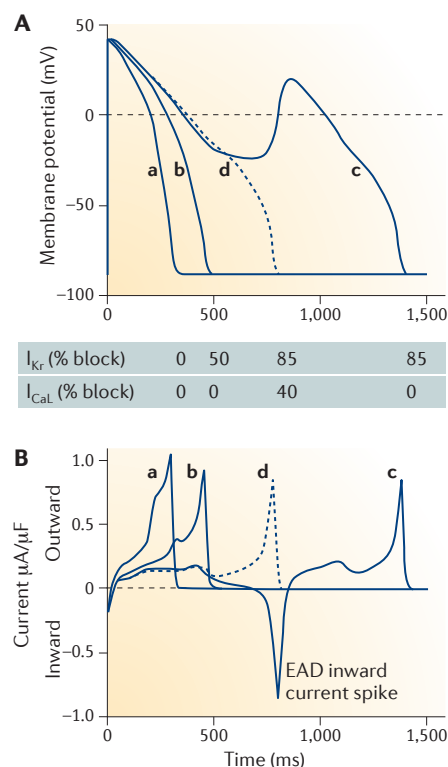 A
Membrane potential (mV)
50
0
−50
−100
a
b
d
c
0
500
1,000
1,500
I_Kr (% block) 0 50 85 85
I_CaL (% block) 0 0 40 0
B
Current μA/μF
Outward
Inward
1.0
0.5
0
−0.5
−1.0
a
b
d
c
EAD inward
current spike
0
500
1,000
1,500
Time (ms)